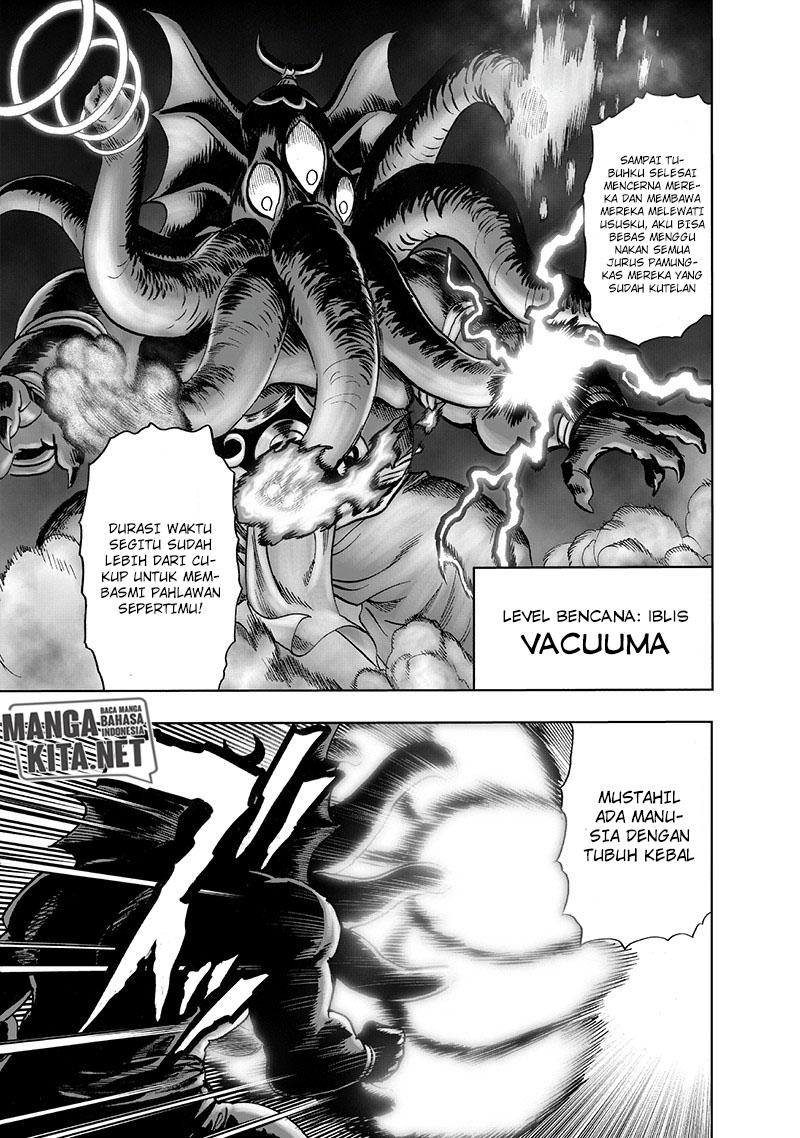 SAMPAI TU-
BUHKU SELESAI
MENCERNA MERE-
KA DAN MEMBAWA
MEREKA MELEWATI
USUSKU, AKU BISA
BEBAS MENGGU
NAKAN SEMUA
JURUS PAMUNG-
KAS MEREKA YANG
SUDAH KUTELAN
DURASI WAKTU
SEGITU SUDAH
LEBIH DARI CU-
KUP UNTUK MEM-
BASMI PAHLAWAN
SEPERTIMU!
LEVEL BENCANA: IBLIS
VACUUMA
MANGA
KITA.NET
BACA MANGA
BAHASA
INDONESIA
MUSTAHIL
ADA MANU-
SIA DENGAN
TUBUH KEBAL